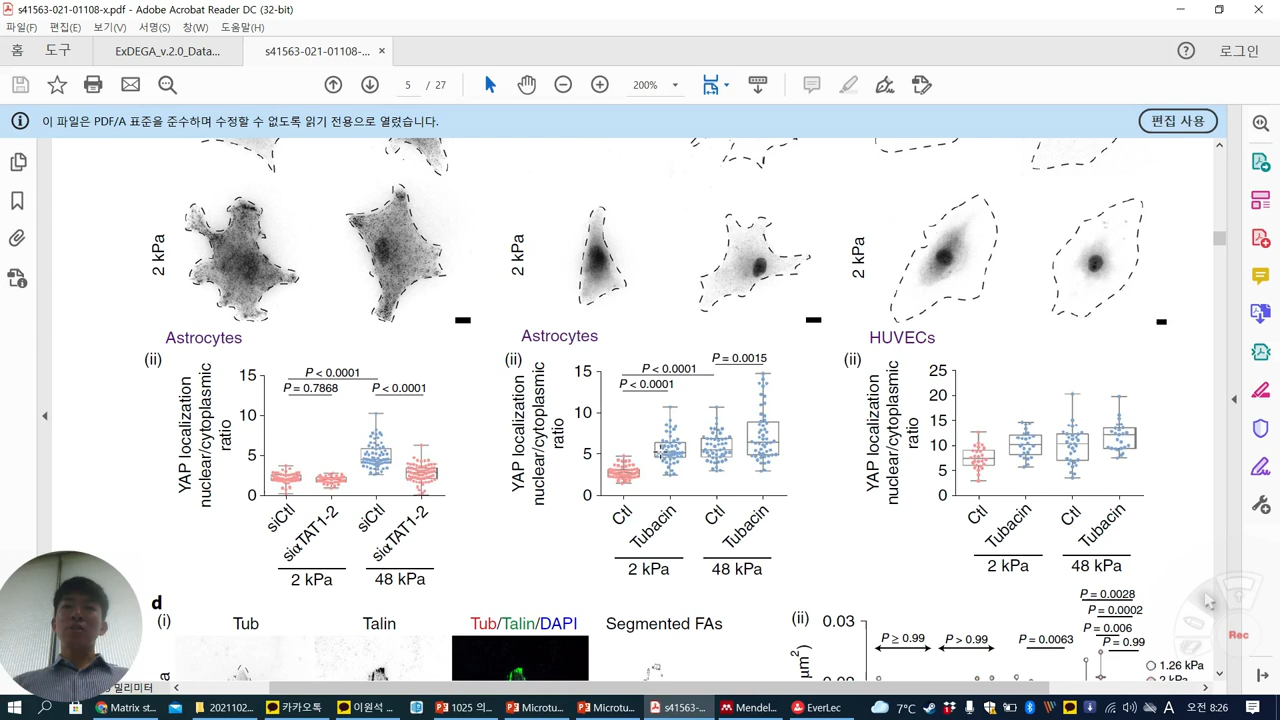 s41563-021-01108-x.pdf - Adobe Acrobat Reader DC (32-bit)
파일(F) 편집(E) 보기(V) 서명(S) 창(W) 도움말(H)
홈 도구 ExDEGA_v.2.0_Data... s41563-021-01108-... × 로그인
5 / 27 200%
이 파일은 PDF/A 표준을 준수하며 수정할 수 없도록 읽기 전용으로 열렸습니다. 편집 사용
2 kPa 2 kPa 2 kPa
Astrocytes Astrocytes HUVECs
(ii) (ii) (ii)
YAP localization
nuclear/cytoplasmic
ratio
15
10
5
0
P < 0.0001
P = 0.7868 P < 0.0001
siCtl siαTAT1-2 siCtl siαTAT1-2
2 kPa 48 kPa
YAP localization
nuclear/cytoplasmic
ratio
15
10
5
0
P = 0.0015
P < 0.0001
P < 0.0001
Ctl Tubacin Ctl Tubacin
2 kPa 48 kPa
YAP localization
nuclear/cytoplasmic
ratio
25
20
15
10
5
0
Ctl Tubacin Ctl Tubacin
2 kPa 48 kPa
d
(i) Tub Talin Tub/Talin/DAPI Segmented FAs
(ii) 0.03
P ≥ 0.99 P > 0.99 P = 0.0063
P = 0.0028
P = 0.0002
P = 0.006
P = 0.99
1.26 kPa
Rec
밀리미터
Matrix st... 2021102... 카카오톡 이원석 ... 1025 의... Microtu... Microtu... s41563-... Mendel... EverLec 7°C A 오전 8:26